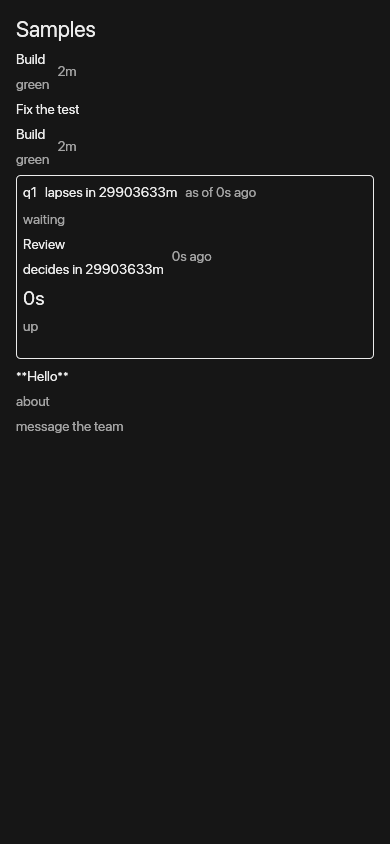 Samples
Build
green
2m
Fix the test
Build
green
2m
q1 lapses in 29903633m as of 0s ago
waiting
Review
decides in 29903633m
0s ago
0s
up
**Hello**
about
message the team